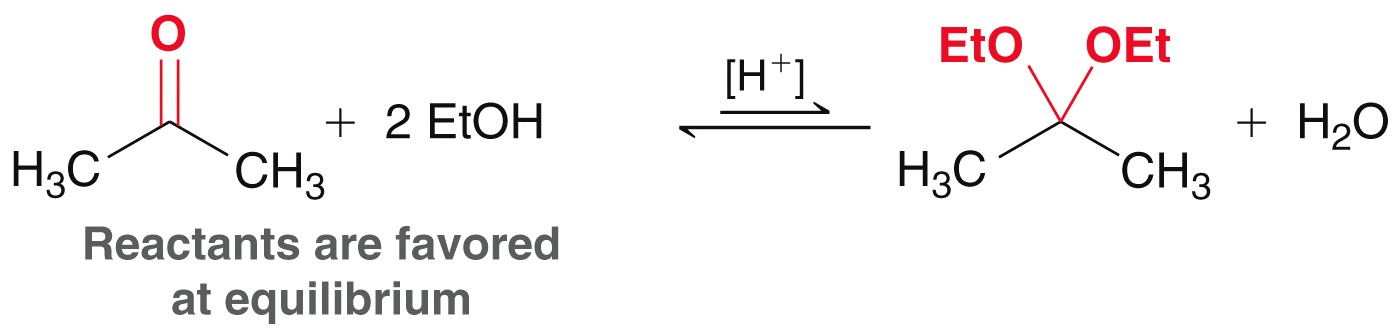 O
H₃C CH₃ + 2 EtOH
[H⁺]
EtO OEt
H₃C CH₃ + H₂O
Reactants are favored
at equilibrium